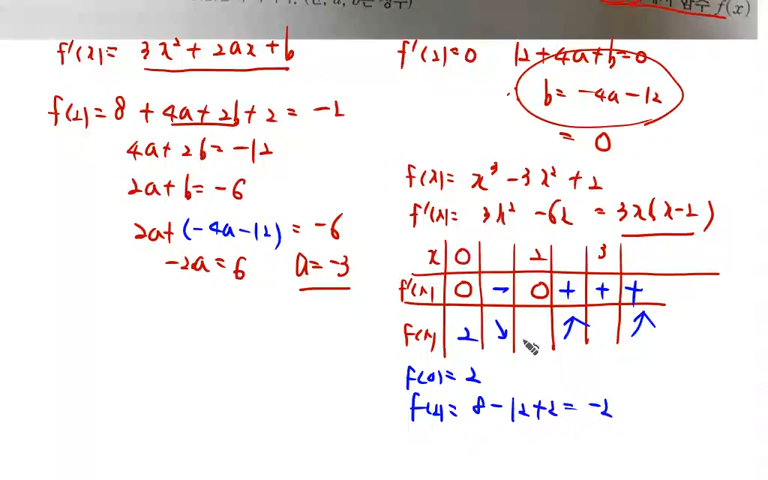 함수 f(x)
f'(x) = 3x² + 2ax + b
f(2) = 8 + 4a + 2b + 2 = -2
4a + 2b = -12
2a + b = -6
2a + (-4a - 12) = -6
-2a = 6 a = -3
f'(2) = 0 12 + 4a + b = 0
b = -4a - 12
= 0
f(x) = x³ - 3x² + 2
f'(x) = 3x² - 6x = 3x(x-2)
x 0 2 3
f'(x) 0 - 0 + + +
f(x) 2 ↘ ↗ ↗
f(0) = 2
f(2) = 8 - 12 + 2 = -2